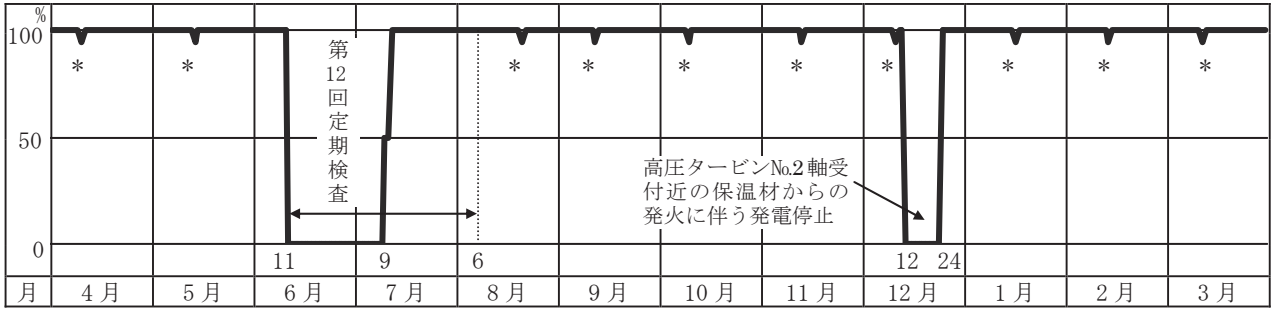 %
100
50
0
第
12
回
定
期
検
査
高圧タービン№2軸受
付近の保温材からの
発火に伴う発電停止
* * * * * * * * * *
11 9 6 12 24
月 4月 5月 6月 7月 8月 9月 10月 11月 12月 1月 2月 3月